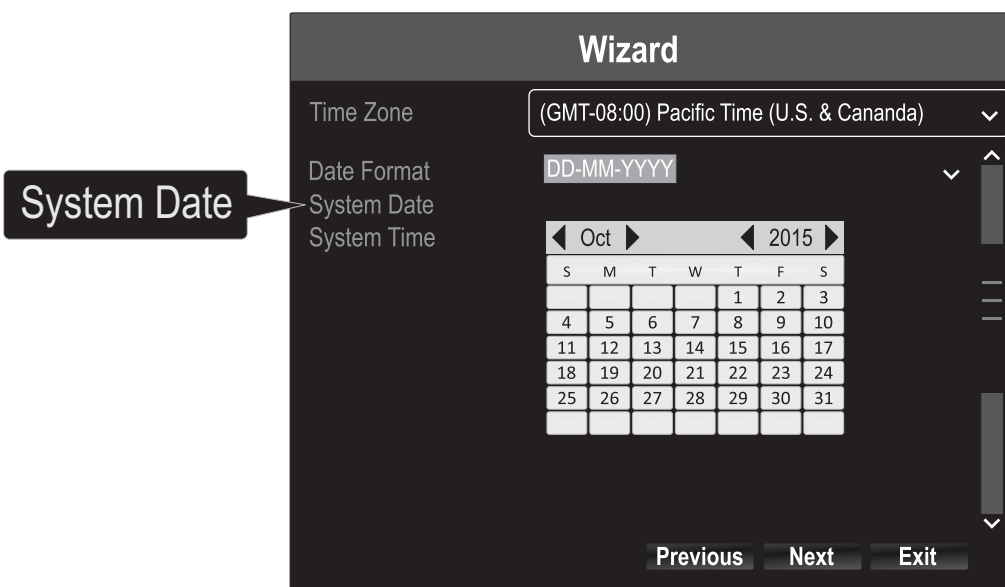 Wizard
Time Zone (GMT-08:00) Pacific Time (U.S. & Cananda)
Date Format DD-MM-YYYY
System Date
System Date
System Time
Oct 2015
S M T W T F S
1 2 3
4 5 6 7 8 9 10
11 12 13 14 15 16 17
18 19 20 21 22 23 24
25 26 27 28 29 30 31
Previous Next Exit